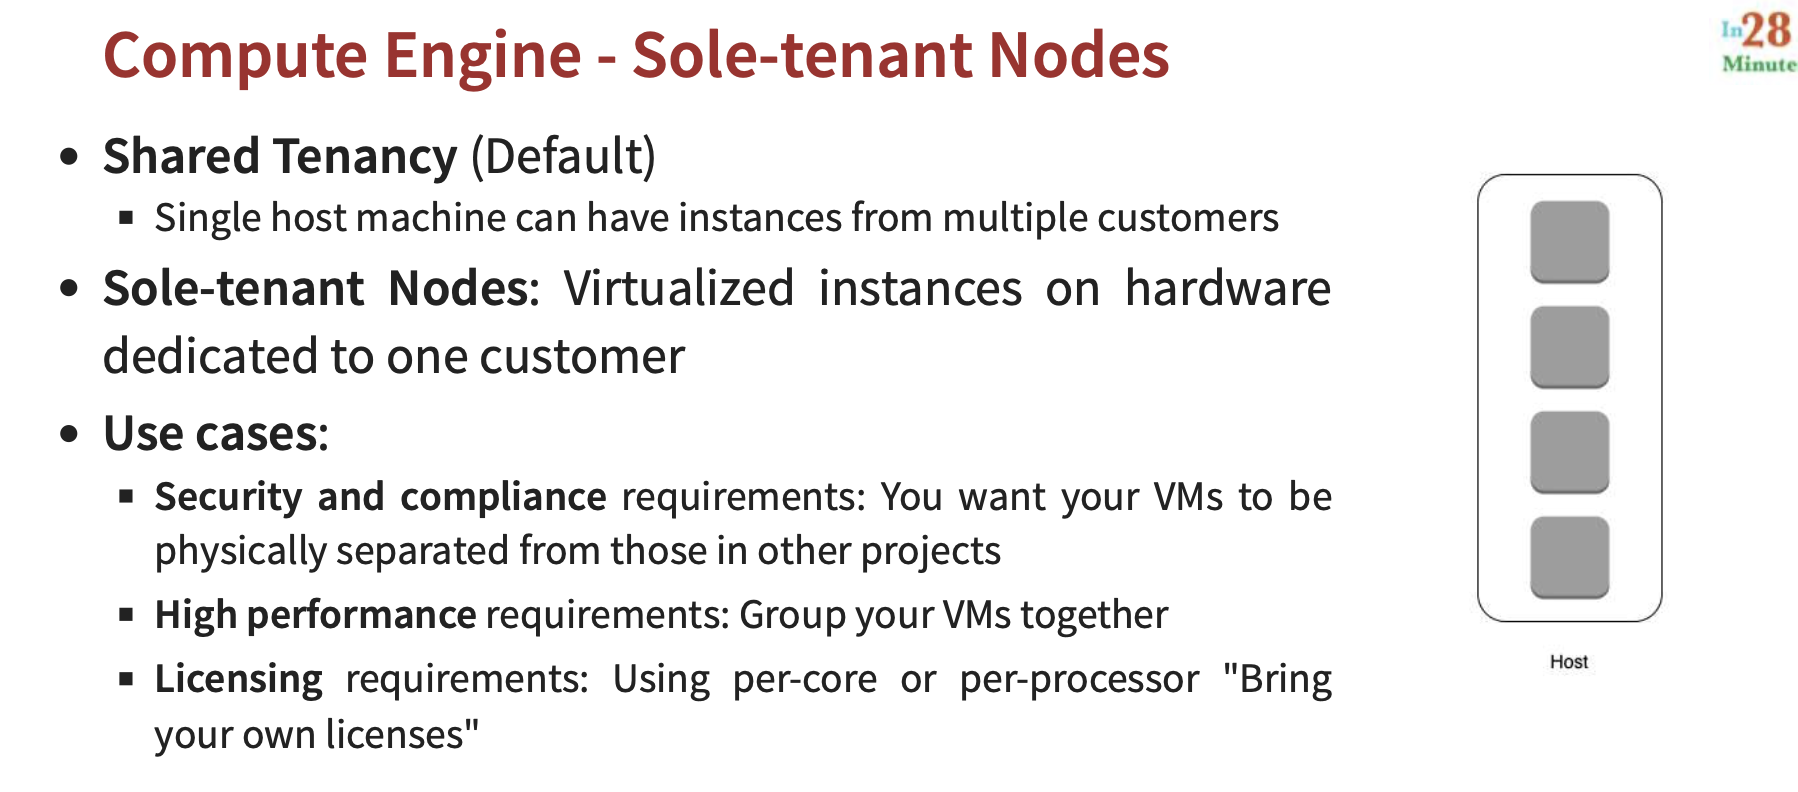 Compute Engine - Sole-tenant Nodes
In28
Minute
• Shared Tenancy (Default)
▪ Single host machine can have instances from multiple customers
• Sole-tenant Nodes: Virtualized instances on hardware
dedicated to one customer
• Use cases:
▪ Security and compliance requirements: You want your VMs to be
physically separated from those in other projects
▪ High performance requirements: Group your VMs together
▪ Licensing requirements: Using per-core or per-processor "Bring
your own licenses"
Host